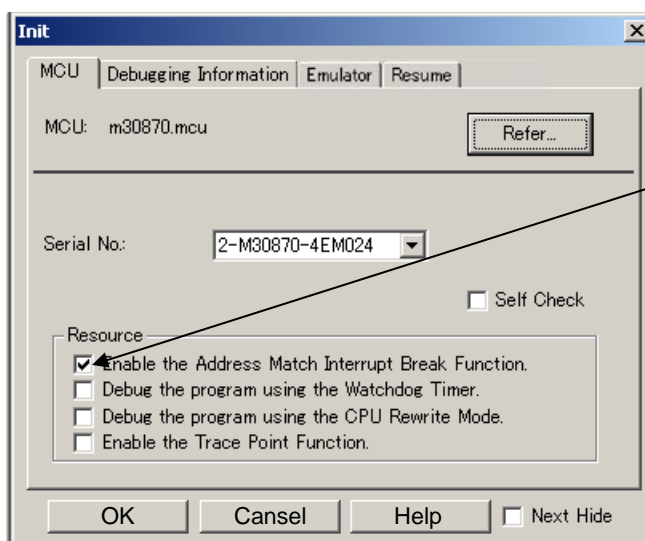 Init
MCU Debugging Information Emulator Resume
MCU: m30870.mcu Refer...
Serial No.: 2-M30870-4EM024
Self Check
Resource
Enable the Address Match Interrupt Break Function.
Debug the program using the Watchdog Timer.
Debug the program using the CPU Rewrite Mode.
Enable the Trace Point Function.
OK Cansel Help Next Hide